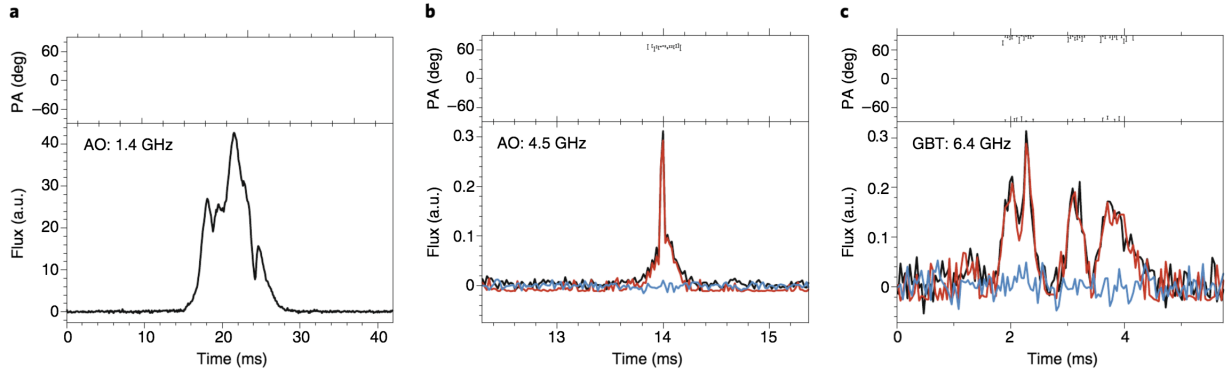 a
60
0
–60
PA (deg)
AO: 1.4 GHz
40
30
20
10
0
Flux (a.u.)
0 10 20 30 40
Time (ms)
b
60
0
–60
PA (deg)
AO: 4.5 GHz
0.3
0.2
0.1
0
Flux (a.u.)
13 14 15
Time (ms)
c
60
0
–60
PA (deg)
GBT: 6.4 GHz
0.3
0.2
0.1
0
Flux (a.u.)
0 2 4
Time (ms)